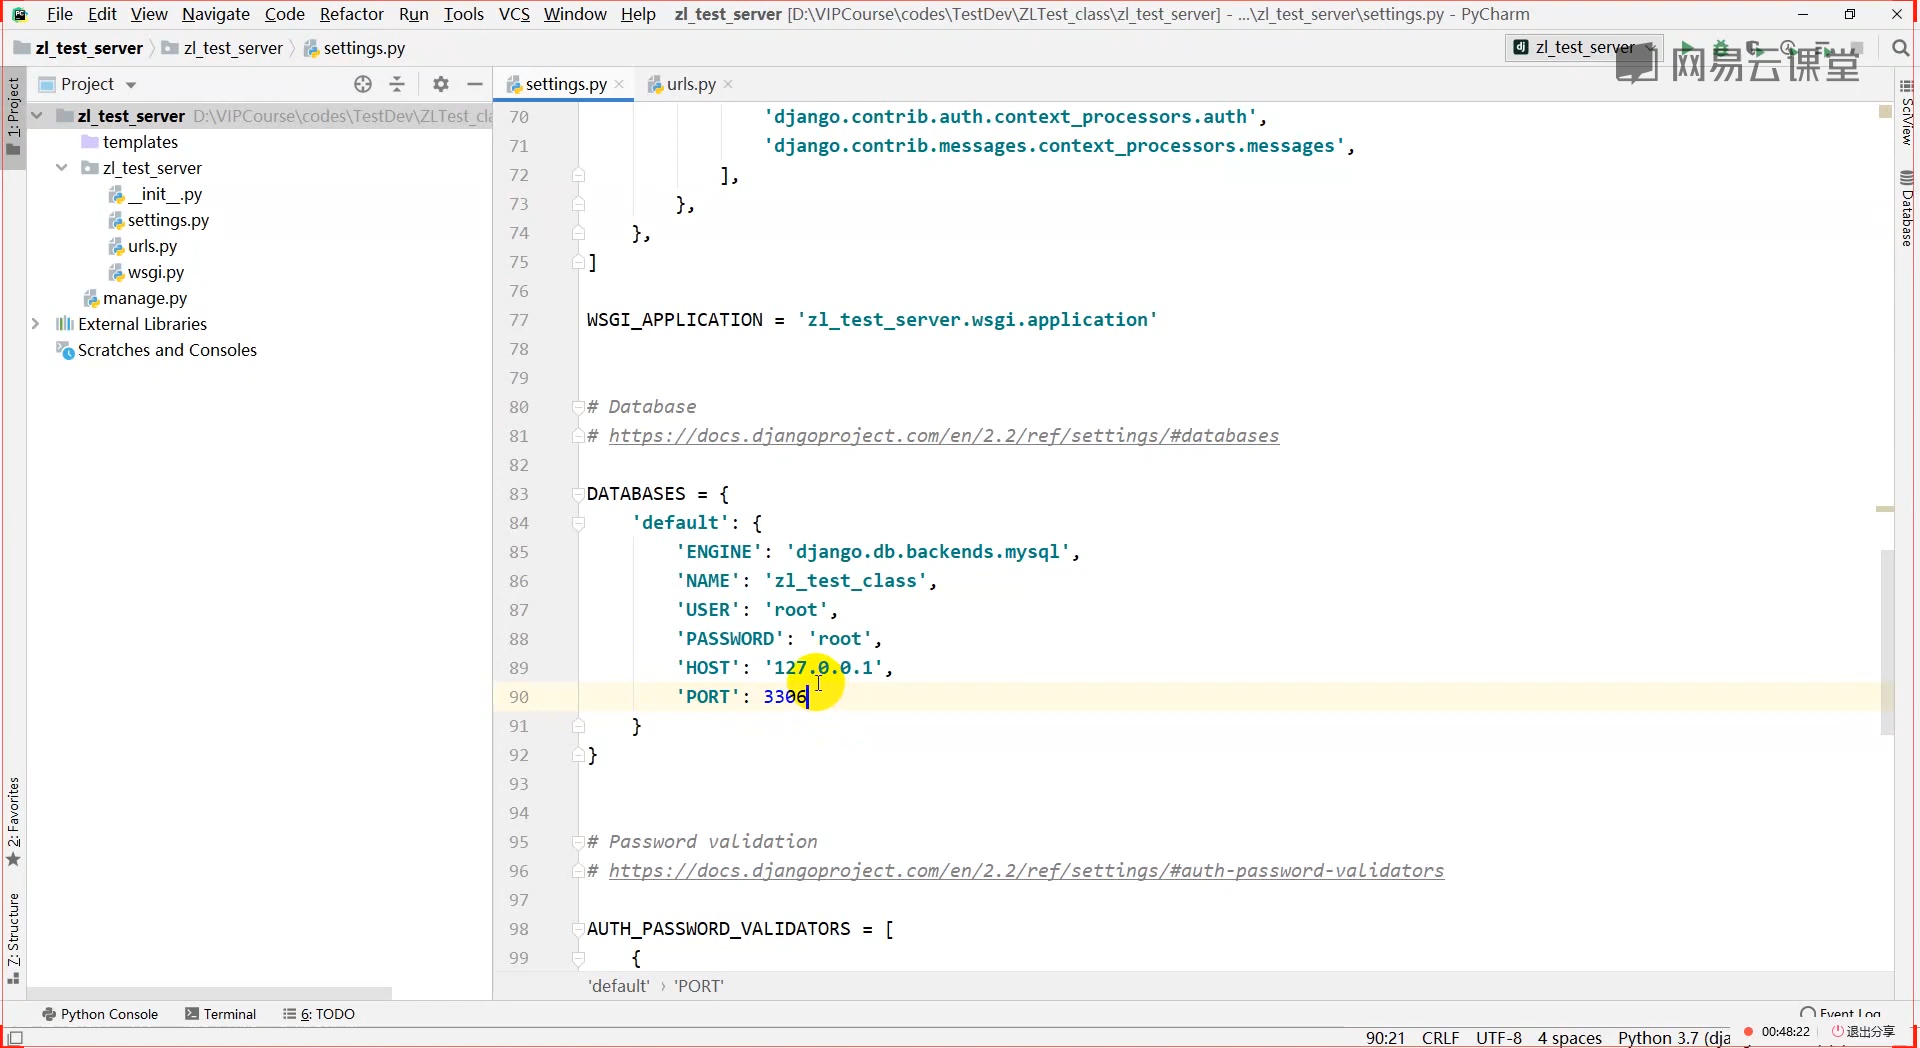 File Edit View Navigate Code Refactor Run Tools VCS Window Help zl_test_server [D:\VIPCourse\codes\TestDev\ZLTest_class\zl_test_server] - ...\zl_test_server\settings.py - PyCharm
zl_test_server zl_test_server settings.py
zl_test_server
网易云课堂
Project
settings.py
urls.py
1: Project
zl_test_server D:\VIPCourse\codes\TestDev\ZLTest_cl
templates
zl_test_server
__init__.py
settings.py
urls.py
wsgi.py
manage.py
External Libraries
Scratches and Consoles
2: Favorites
7: Structure
70 'django.contrib.auth.context_processors.auth',
71 'django.contrib.messages.context_processors.messages',
72 ],
73 },
74 },
75 ]
76
77 WSGI_APPLICATION = 'zl_test_server.wsgi.application'
78
79
80 # Database
81 # https://docs.djangoproject.com/en/2.2/ref/settings/#databases
82
83 DATABASES = {
84 'default': {
85 'ENGINE': 'django.db.backends.mysql',
86 'NAME': 'zl_test_class',
87 'USER': 'root',
88 'PASSWORD': 'root',
89 'HOST': '127.0.0.1',
90 'PORT': 3306
91 }
92 }
93
94
95 # Password validation
96 # https://docs.djangoproject.com/en/2.2/ref/settings/#auth-password-validators
97
98 AUTH_PASSWORD_VALIDATORS = [
99 {
'default' › 'PORT'
SciView
Database
Python Console Terminal 6: TODO Event Log
90:21 CRLF UTF-8 4 spaces Python 3.7 (dja
00:48:22 退出分享